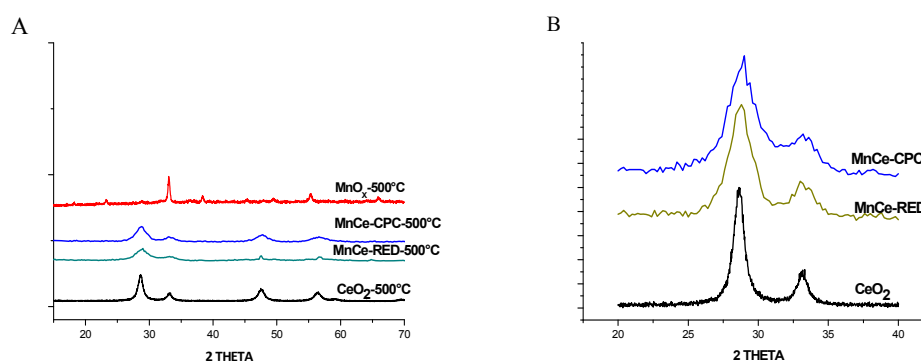 A
MnOx-500°C
MnCe-CPC-500°C
MnCe-RED-500°C
CeO2-500°C
20 30 40 50 60 70
2 THETA
B
MnCe-CPC
MnCe-RED
CeO2
20 25 30 35 40
2 THETA